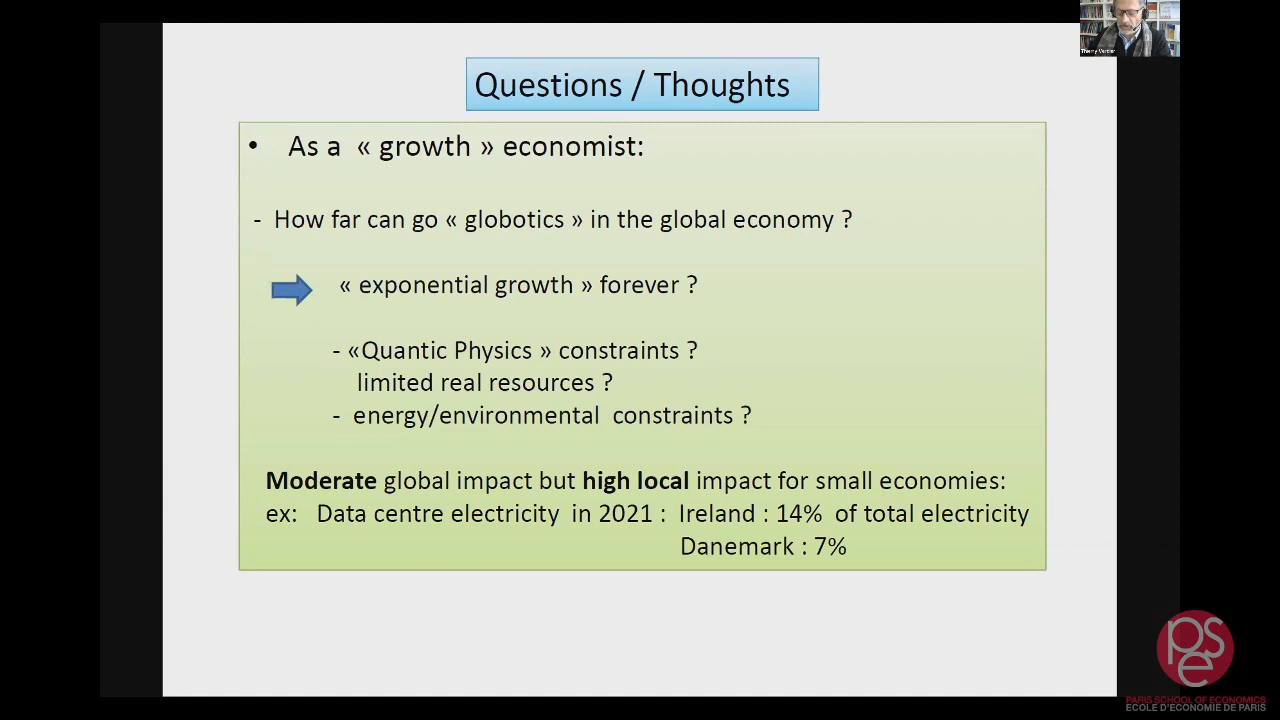 Thierry Verdier
Questions / Thoughts
• As a « growth » economist:
- How far can go « globotics » in the global economy ?
« exponential growth » forever ?
- «Quantic Physics » constraints ?
limited real resources ?
- energy/environmental constraints ?
Moderate global impact but high local impact for small economies:
ex: Data centre electricity in 2021 : Ireland : 14% of total electricity
Danemark : 7%
pse
PARIS SCHOOL OF ECONOMICS
ECOLE D'ECONOMIE DE PARIS